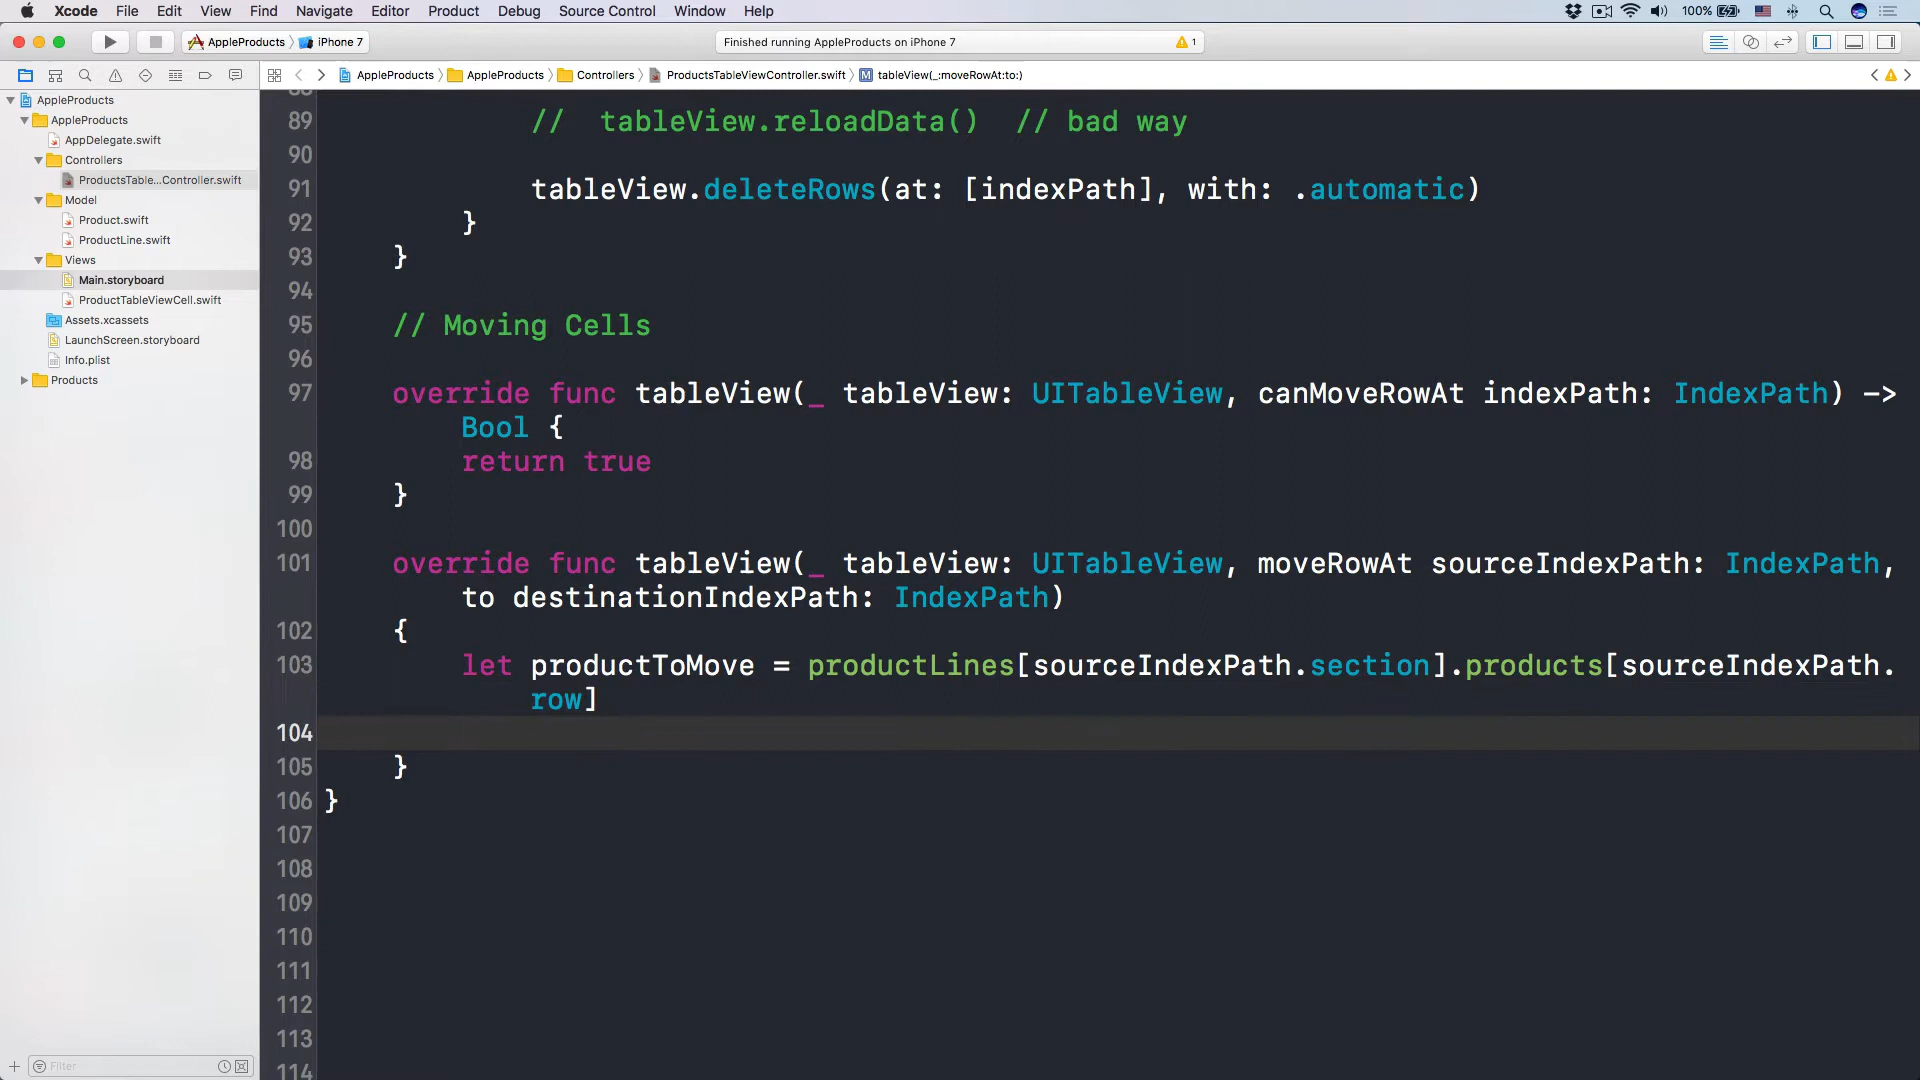 Xcode File Edit View Find Navigate Editor Product Debug Source Control Window Help 100%
AppleProducts iPhone 7 Finished running AppleProducts on iPhone 7 1
AppleProducts AppleProducts Controllers ProductsTableViewController.swift M tableView(_:moveRowAt:to:)
AppleProducts
AppleProducts
AppDelegate.swift
Controllers
ProductsTable...Controller.swift
Model
Product.swift
ProductLine.swift
Views
Main.storyboard
ProductTableViewCell.swift
Assets.xcassets
LaunchScreen.storyboard
Info.plist
Products
Filter
88
89 // tableView.reloadData() // bad way
90
91 tableView.deleteRows(at: [indexPath], with: .automatic)
92 }
93 }
94
95 // Moving Cells
96
97 override func tableView(_ tableView: UITableView, canMoveRowAt indexPath: IndexPath) ->
Bool {
98 return true
99 }
100
101 override func tableView(_ tableView: UITableView, moveRowAt sourceIndexPath: IndexPath,
to destinationIndexPath: IndexPath)
102 {
103 let productToMove = productLines[sourceIndexPath.section].products[sourceIndexPath.
row]
104
105 }
106 }
107
108
109
110
111
112
113
114